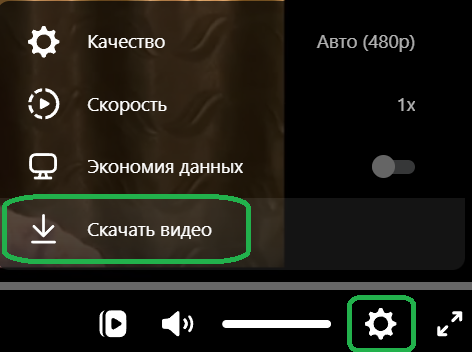 Качество Авто (480p)
Скорость 1x
Экономия данных
Скачать видео